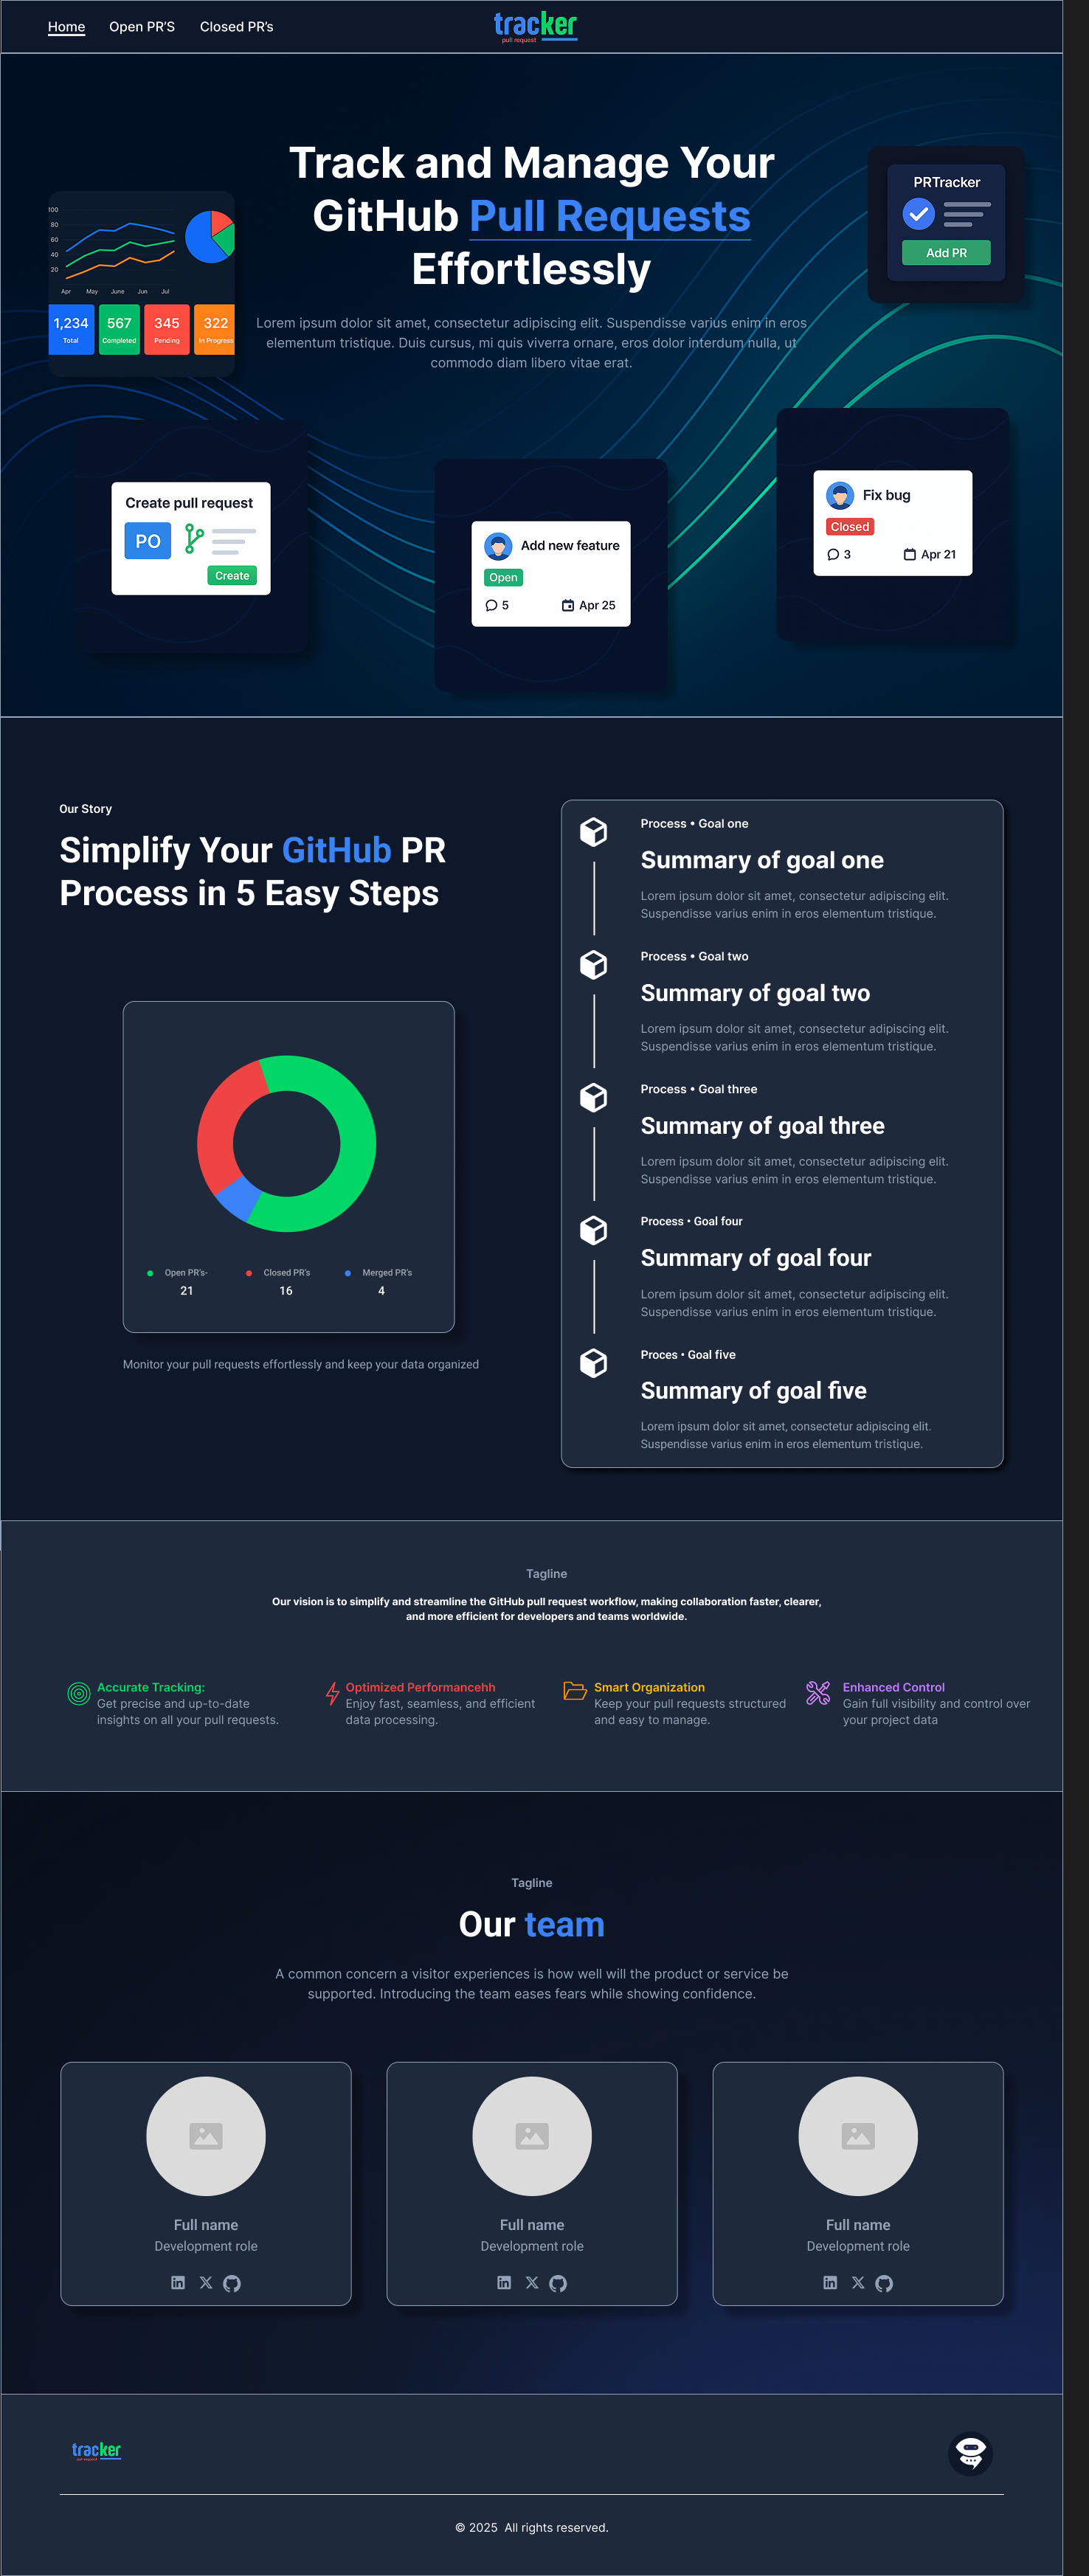 Home Open PR'S Closed PR's
tracker
pull request
Track and Manage Your
GitHub Pull Requests
Effortlessly
Lorem ipsum dolor sit amet, consectetur adipiscing elit. Suspendisse varius enim in eros
elementum tristique. Duis cursus, mi quis viverra ornare, eros dolor interdum nulla, ut
commodo diam libero vitae erat.
100
80
60
40
20
Apr May June Jun Jul
1,234 567 345 322
Total Completed Pending In Progress
PRTracker
Add PR
Create pull request
PO
Create
Add new feature
Open
5 Apr 25
Fix bug
Closed
3 Apr 21
Our Story
Simplify Your GitHub PR
Process in 5 Easy Steps
Open PR's- Closed PR's Merged PR's
21 16 4
Monitor your pull requests effortlessly and keep your data organized
Process • Goal one
Summary of goal one
Lorem ipsum dolor sit amet, consectetur adipiscing elit.
Suspendisse varius enim in eros elementum tristique.
Process • Goal two
Summary of goal two
Lorem ipsum dolor sit amet, consectetur adipiscing elit.
Suspendisse varius enim in eros elementum tristique.
Process • Goal three
Summary of goal three
Lorem ipsum dolor sit amet, consectetur adipiscing elit.
Suspendisse varius enim in eros elementum tristique.
Process • Goal four
Summary of goal four
Lorem ipsum dolor sit amet, consectetur adipiscing elit.
Suspendisse varius enim in eros elementum tristique.
Proces • Goal five
Summary of goal five
Lorem ipsum dolor sit amet, consectetur adipiscing elit.
Suspendisse varius enim in eros elementum tristique.
Tagline
Our vision is to simplify and streamline the GitHub pull request workflow, making collaboration faster, clearer,
and more efficient for developers and teams worldwide.
Accurate Tracking:
Get precise and up-to-date
insights on all your pull requests.
Optimized Performancehh
Enjoy fast, seamless, and efficient
data processing.
Smart Organization
Keep your pull requests structured
and easy to manage.
Enhanced Control
Gain full visibility and control over
your project data
Tagline
Our team
A common concern a visitor experiences is how well will the product or service be
supported. Introducing the team eases fears while showing confidence.
Full name
Development role
Full name
Development role
Full name
Development role
tracker
pull request
© 2025 All rights reserved.